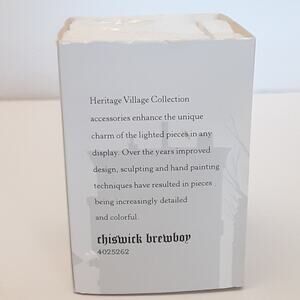 Heritage Village Collection
accessories enhance the unique
charm of the lighted pieces in any
display. Over the years improved
design, sculpting and hand painting
techniques have resulted in pieces
being increasingly detailed
and colorful.
chiswick brewboy
4025262